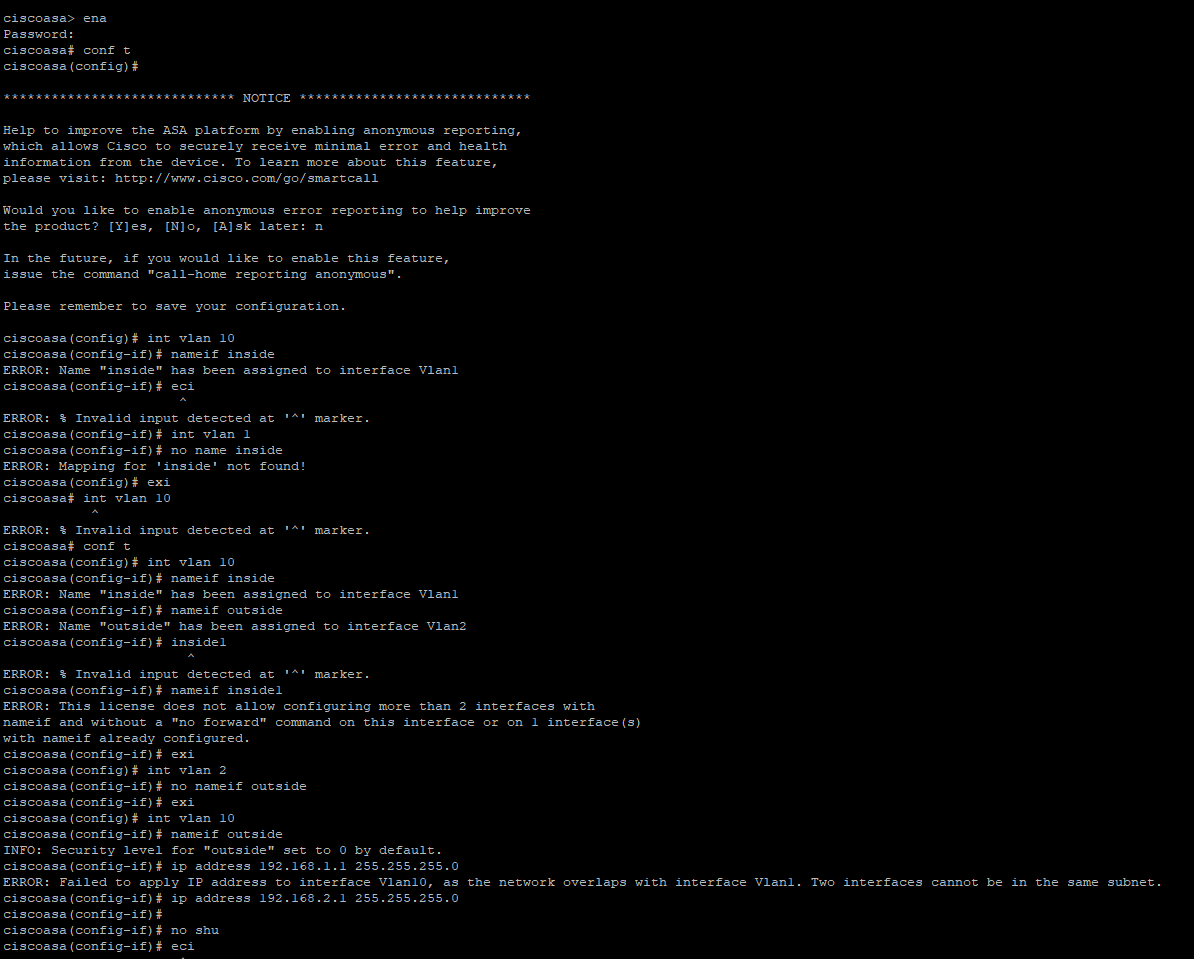 ciscoasa> ena
Password:
ciscoasa# conf t
ciscoasa(config)#
***************************** NOTICE *****************************
Help to improve the ASA platform by enabling anonymous reporting,
which allows Cisco to securely receive minimal error and health
information from the device. To learn more about this feature,
please visit: http://www.cisco.com/go/smartcall
Would you like to enable anonymous error reporting to help improve
the product? [Y]es, [N]o, [A]sk later: n
In the future, if you would like to enable this feature,
issue the command "call-home reporting anonymous".
Please remember to save your configuration.
ciscoasa(config)# int vlan 10
ciscoasa(config-if)# nameif inside
ERROR: Name "inside" has been assigned to interface Vlan1
ciscoasa(config-if)# eci
^
ERROR: % Invalid input detected at '^' marker.
ciscoasa(config-if)# int vlan 1
ciscoasa(config-if)# no name inside
ERROR: Mapping for 'inside' not found!
ciscoasa(config)# exi
ciscoasa# int vlan 10
^
ERROR: % Invalid input detected at '^' marker.
ciscoasa# conf t
ciscoasa(config)# int vlan 10
ciscoasa(config-if)# nameif inside
ERROR: Name "inside" has been assigned to interface Vlan1
ciscoasa(config-if)# nameif outside
ERROR: Name "outside" has been assigned to interface Vlan2
ciscoasa(config-if)# inside1
^
ERROR: % Invalid input detected at '^' marker.
ciscoasa(config-if)# nameif inside1
ERROR: This license does not allow configuring more than 2 interfaces with
nameif and without a "no forward" command on this interface or on 1 interface(s)
with nameif already configured.
ciscoasa(config-if)# exi
ciscoasa(config)# int vlan 2
ciscoasa(config-if)# no nameif outside
ciscoasa(config-if)# exi
ciscoasa(config)# int vlan 10
ciscoasa(config-if)# nameif outside
INFO: Security level for "outside" set to 0 by default.
ciscoasa(config-if)# ip address 192.168.1.1 255.255.255.0
ERROR: Failed to apply IP address to interface Vlan10, as the network overlaps with interface Vlan1. Two interfaces cannot be in the same subnet.
ciscoasa(config-if)# ip address 192.168.2.1 255.255.255.0
ciscoasa(config-if)#
ciscoasa(config-if)# no shu
ciscoasa(config-if)# eci